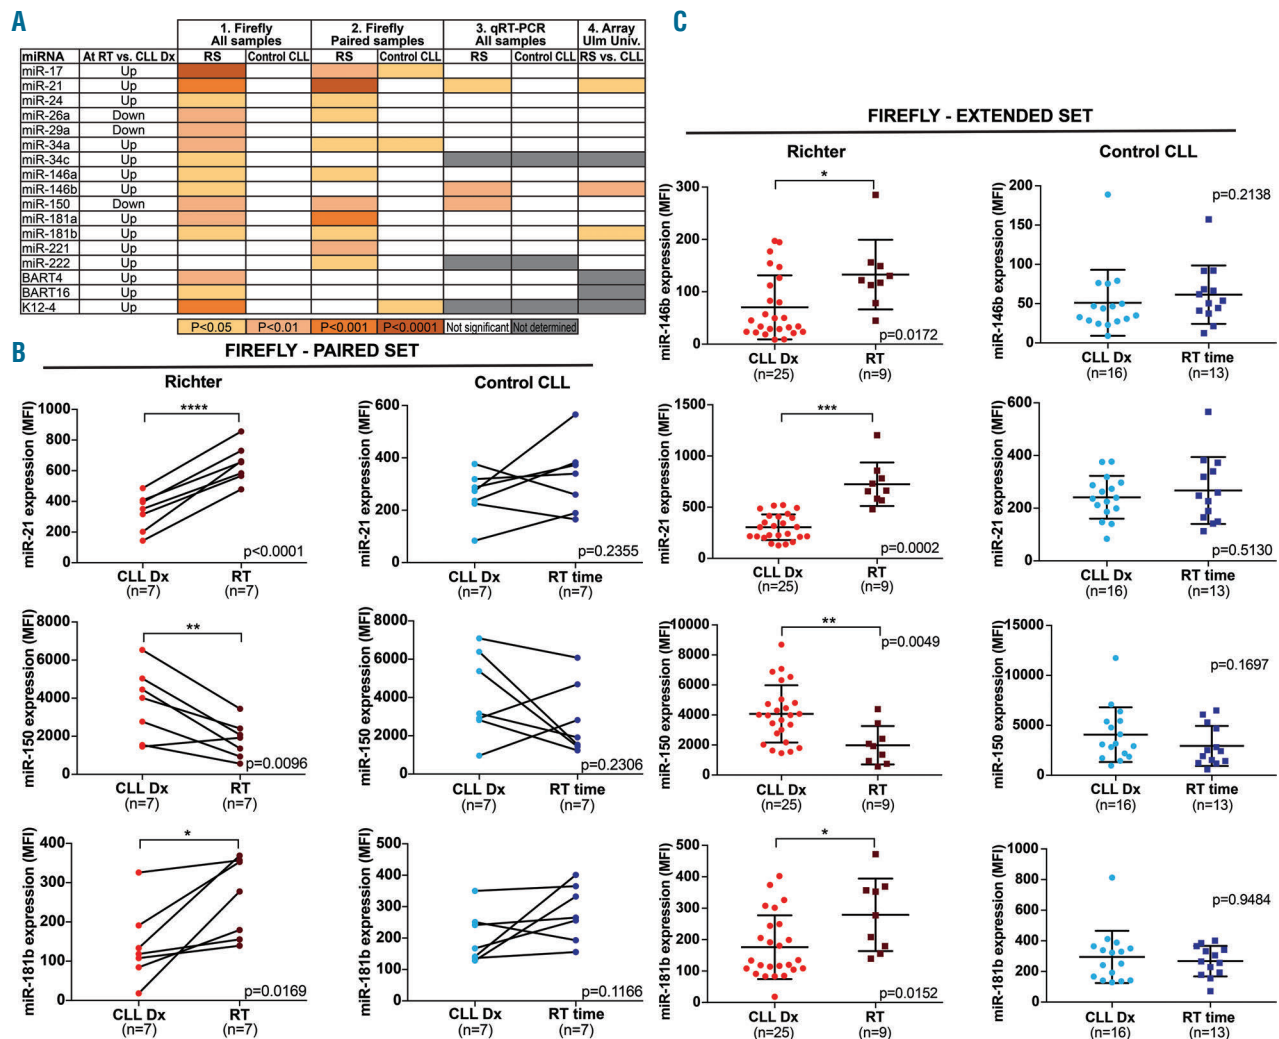 A
1. Firefly All samples
2. Firefly Paired samples
3. qRT-PCR All samples
4. Array Ulm Univ.
miRNA At RT vs. CLL Dx RS Control CLL RS Control CLL RS Control CLL RS vs. CLL
miR-17 Up
miR-21 Up
miR-24 Up
miR-26a Down
miR-29a Down
miR-34a Up
miR-34c Up
miR-146a Up
miR-146b Up
miR-150 Down
miR-181a Up
miR-181b Up
miR-221 Up
miR-222 Up
BART4 Up
BART16 Up
K12-4 Up
P<0.05 P<0.01 P<0.001 P<0.0001 Not significant Not determined
B
FIREFLY - PAIRED SET
Richter
Control CLL
miR-21 expression (MFI)
1000
800
600
400
200
0
****
p<0.0001
CLL Dx RT
(n=7) (n=7)
miR-21 expression (MFI)
600
400
200
0
p=0.2355
CLL Dx RT time
(n=7) (n=7)
miR-150 expression (MFI)
8000
6000
4000
2000
0
**
p=0.0096
CLL Dx RT
(n=7) (n=7)
miR-150 expression (MFI)
8000
6000
4000
2000
0
p=0.2306
CLL Dx RT time
(n=7) (n=7)
miR-181b expression (MFI)
400
300
200
100
0
*
p=0.0169
CLL Dx RT
(n=7) (n=7)
miR-181b expression (MFI)
500
400
300
200
100
0
p=0.1166
CLL Dx RT time
(n=7) (n=7)
C
FIREFLY - EXTENDED SET
Richter
Control CLL
miR-146b expression (MFI)
300
200
100
0
*
p=0.0172
CLL Dx RT
(n=25) (n=9)
miR-146b expression (MFI)
200
150
100
50
0
p=0.2138
CLL Dx RT time
(n=16) (n=13)
miR-21 expression (MFI)
1500
1000
500
0
***
p=0.0002
CLL Dx RT
(n=25) (n=9)
miR-21 expression (MFI)
600
400
200
0
p=0.5130
CLL Dx RT time
(n=16) (n=13)
miR-150 expression (MFI)
10000
8000
6000
4000
2000
0
**
p=0.0049
CLL Dx RT
(n=25) (n=9)
miR-150 expression (MFI)
15000
10000
5000
0
p=0.1697
CLL Dx RT time
(n=16) (n=13)
miR-181b expression (MFI)
500
400
300
200
100
0
*
p=0.0152
CLL Dx RT
(n=25) (n=9)
miR-181b expression (MFI)
1000
800
600
400
200
0
p=0.9484
CLL Dx RT time
(n=16) (n=13)